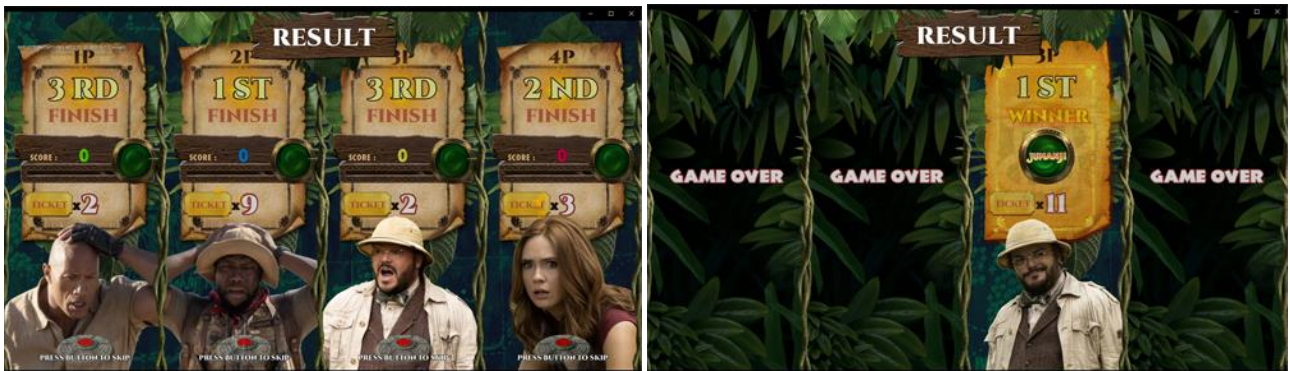 RESULT
1P
2P
3P
4P
3 RD
1 ST
3 RD
2 ND
FINISH
FINISH
FINISH
FINISH
SCORE : 0
SCORE : 0
SCORE : 0
SCORE : 0
TICKET x2
TICKET x9
TICKET x2
TICKET x3
PRESS BUTTON TO SKIP
PRESS BUTTON TO SKIP
PRESS BUTTON TO SKIP
PRESS BUTTON TO SKIP
RESULT
3P
1 ST
WINNER
JUMANJI
GAME OVER
GAME OVER
GAME OVER
TICKET x11